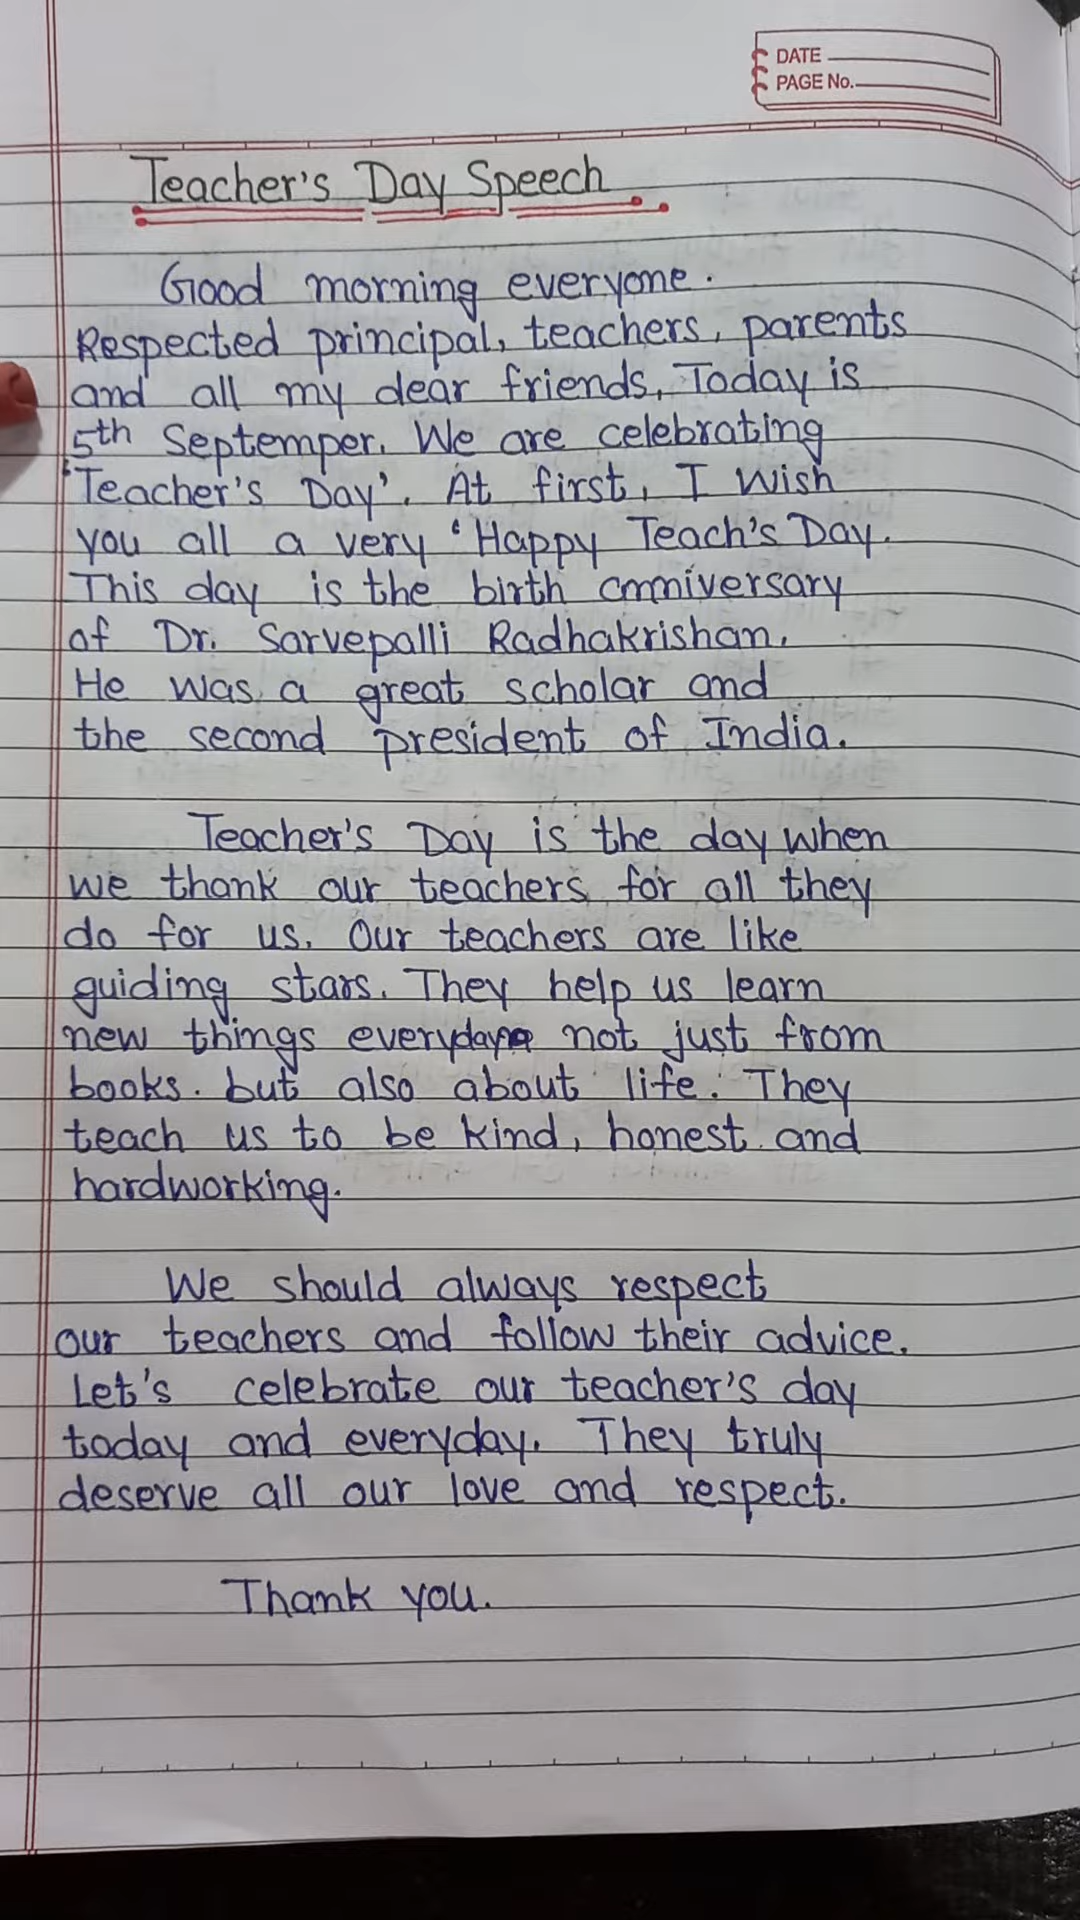 DATE
PAGE No.
Teacher's Day Speech
Good morning everyone.
Respected principal, teachers, parents
and all my dear friends, Today is
5th Septemper. We are celebrating
'Teacher's Day'. At first, I wish
you all a very 'Happy Teach's Day.
This day is the birth anniversary
of Dr. Sarvepalli Radhakrishan.
He was a great scholar and
the second president of India.
Teacher's Day is the day when
we thank our teachers for all they
do for us. Our teachers are like
guiding stars. They help us learn
new things everyday not just from
books. but also about life. They
teach us to be kind, honest and
hardworking.
We should always respect
our teachers and follow their advice.
Let's celebrate our teacher's day
today and everyday. They truly
deserve all our love and respect.
Thank you.